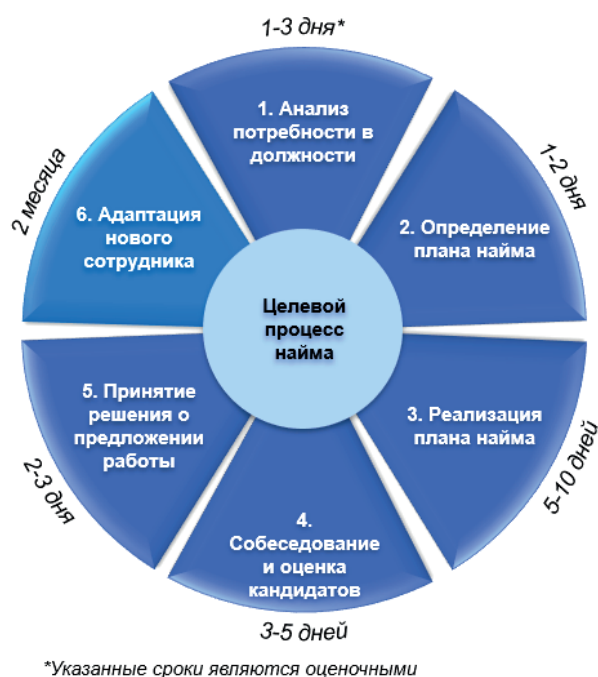 1-3 дня*
1. Анализ
потребности в
должности
1-2 дня
2. Определение
плана найма
5-10 дней
3. Реализация
плана найма
3-5 дней
4.
Собеседование
и оценка
кандидатов
2-3 дня
5. Принятие
решения о
предложении
работы
2 месяца
6. Адаптация
нового
сотрудника
Целевой
процесс
найма
*Указанные сроки являются оценочными